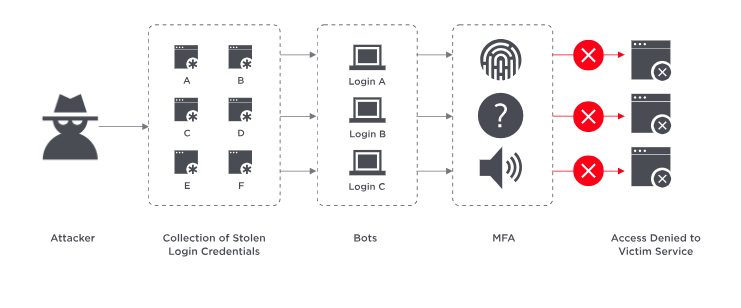 A
B
Login A
?
C
D
Login B
E
F
Login C
Attacker
Collection of Stolen
Login Credentials
Bots
MFA
Access Denied to
Victim Service